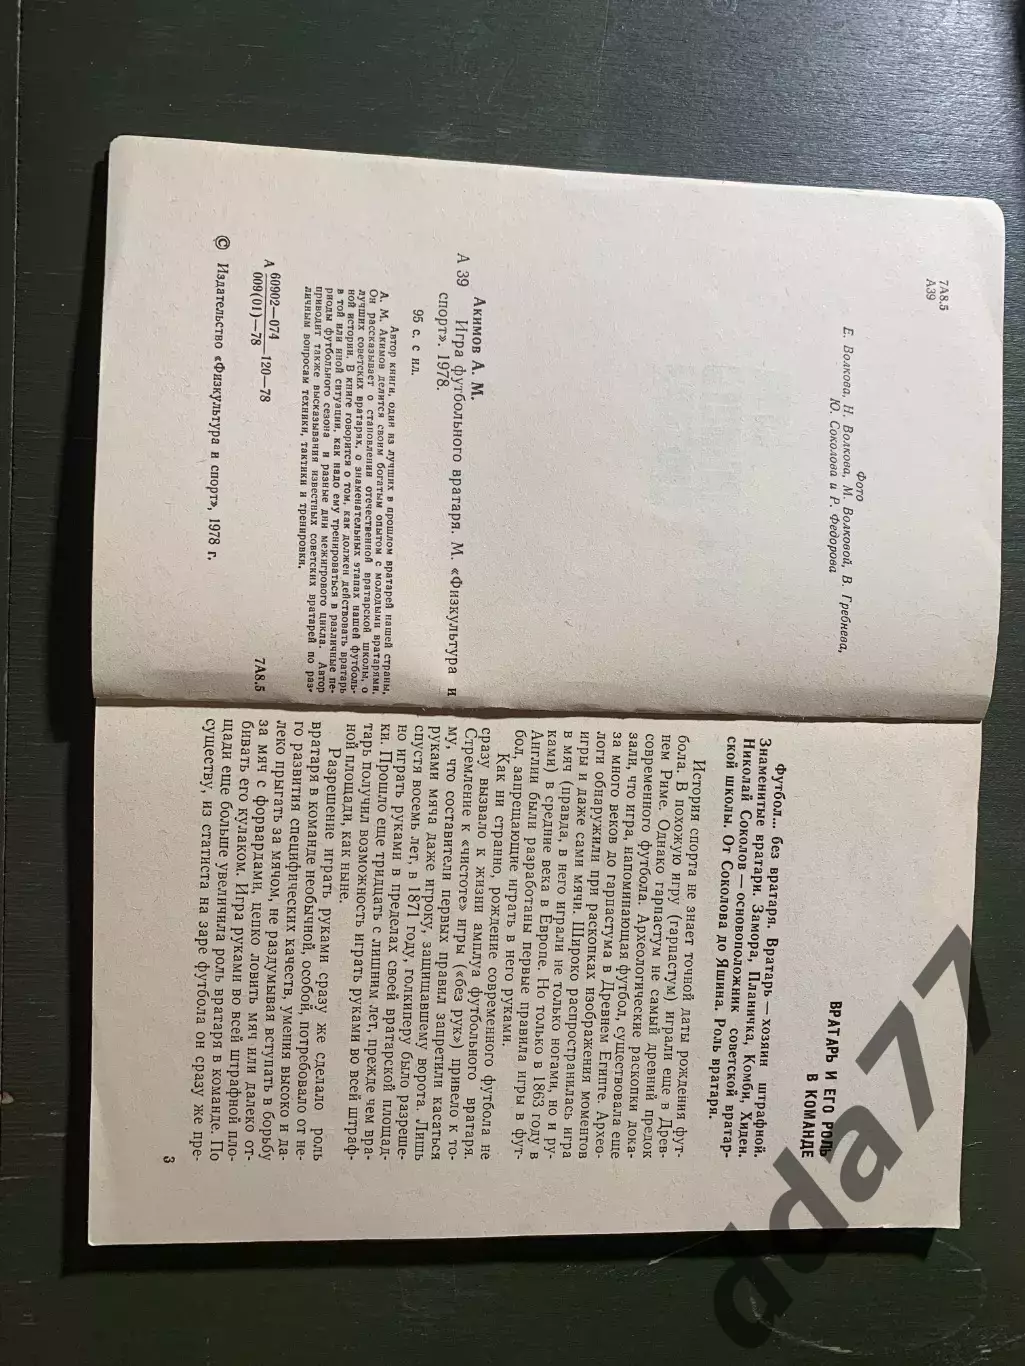 7А8.5
А39
Фото
Е. Волкова, Н. Волкова, М. Волковой, В. Гребнева,
Ю. Соколова и Р. Федорова
Акимов А. М.
А 39 Игра футбольного вратаря. М. «Физкультура и
спорт». 1978.
95 с. с ил.
Автор книги, один из лучших в прошлом вратарей нашей страны,
А. М. Акимов делится своим богатым опытом с молодыми вратарями.
Он рассказывает о становлении отечественной вратарской школы, о
лучших советских вратарях, о знаменательных этапах нашей футболь-
ной истории. В книге говорится о том, как должен действовать вратарь
в той или иной ситуации, как надо ему тренироваться в различные пе-
риоды футбольного сезона и разные дни межигрового цикла. Автор
приводит также высказывания известных советских вратарей по раз-
личным вопросам техники, тактики и тренировки.
А 60902—074
009(01)—78 —120—78
7А8.5
© Издательство «Физкультура и спорт», 1978 г.
ВРАТАРЬ И ЕГО РОЛЬ
В КОМАНДЕ
Футбол... без вратаря. Вратарь — хозяин штрафной.
Знаменитые вратари. Замора, Планичка, Комби, Хиден.
Николай Соколов — основоположник советской вратар-
ской школы. От Соколова до Яшина. Роль вратаря.
История спорта не знает точной даты рождения фут-
бола. В похожую игру (гарпастум) играли еще в Древ-
нем Риме. Однако гарпастум не самый древний предок
современного футбола. Археологические раскопки дока-
зали, что игра, напоминающая футбол, существовала еще
за много веков до гарпастума в Древнем Египте. Архео-
логи обнаружили при раскопках изображения моментов
игры и даже сами мячи. Широко распространилась игра
в мяч (правда, в него играли не только ногами, но и ру-
ками) в средние века в Европе. Но только в 1863 году в
Англии были разработаны первые правила игры в фут-
бол, запрещающие играть в него руками.
Как ни странно, рождение современного футбола не
сразу вызвало к жизни амплуа футбольного вратаря.
Стремление к «чистоте» игры («без рук») привело к то-
му, что составители первых правил запретили касаться
руками мяча даже игроку, защищавшему ворота. Лишь
спустя восемь лет, в 1871 году, голкиперу было разреше-
но играть руками в пределах своей вратарской площад-
ки. Прошло еще тридцать с лишним лет, прежде чем вра-
тарь получил возможность играть руками во всей штраф-
ной площади, как ныне.
Разрешение играть руками сразу же сделало роль
вратаря в команде необычной, особой, потребовало от не-
го развития специфических качеств, умения высоко и да-
леко прыгать за мячом, не раздумывая вступать в борьбу
за мяч с форвардами, цепко ловить мяч или далеко от-
бивать его кулаком. Игра руками во всей штрафной пло-
щади еще больше увеличила роль вратаря в команде. По
существу, из статиста на заре футбола он сразу же пре-
3
dda77